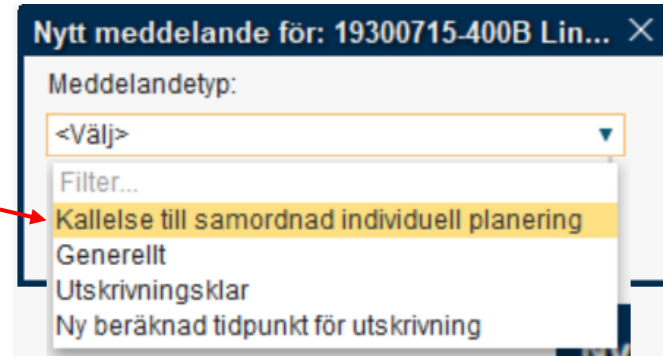 Nytt meddelande för: 19300715-400B Lin...
Meddelandetyp:
<Välj>
Filter...
Kallelse till samordnad individuell planering
Generellt
Utskrivningsklar
Ny beräknad tidpunkt för utskrivning